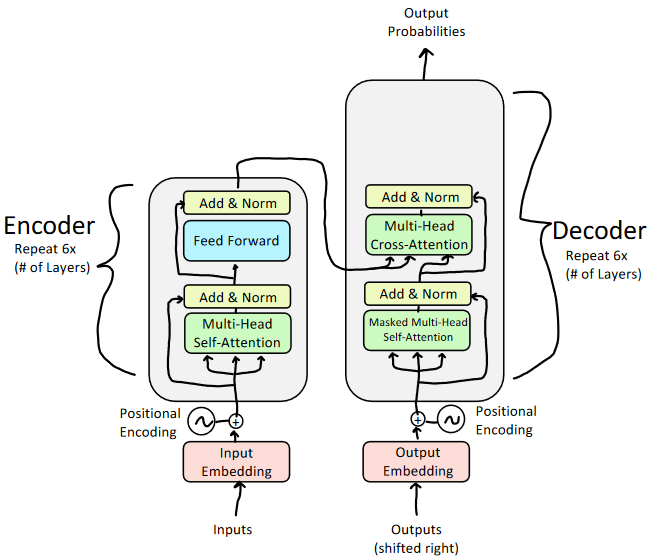 Output
Probabilities
Add & Norm
Feed Forward
Add & Norm
Multi-Head
Self-Attention
Encoder
Repeat 6x
(# of Layers)
Add & Norm
Multi-Head
Cross-Attention
Add & Norm
Masked Multi-Head
Self-Attention
Decoder
Repeat 6x
(# of Layers)
Positional
Encoding
+
Input
Embedding
Inputs
+
Positional
Encoding
Output
Embedding
Outputs
(shifted right)